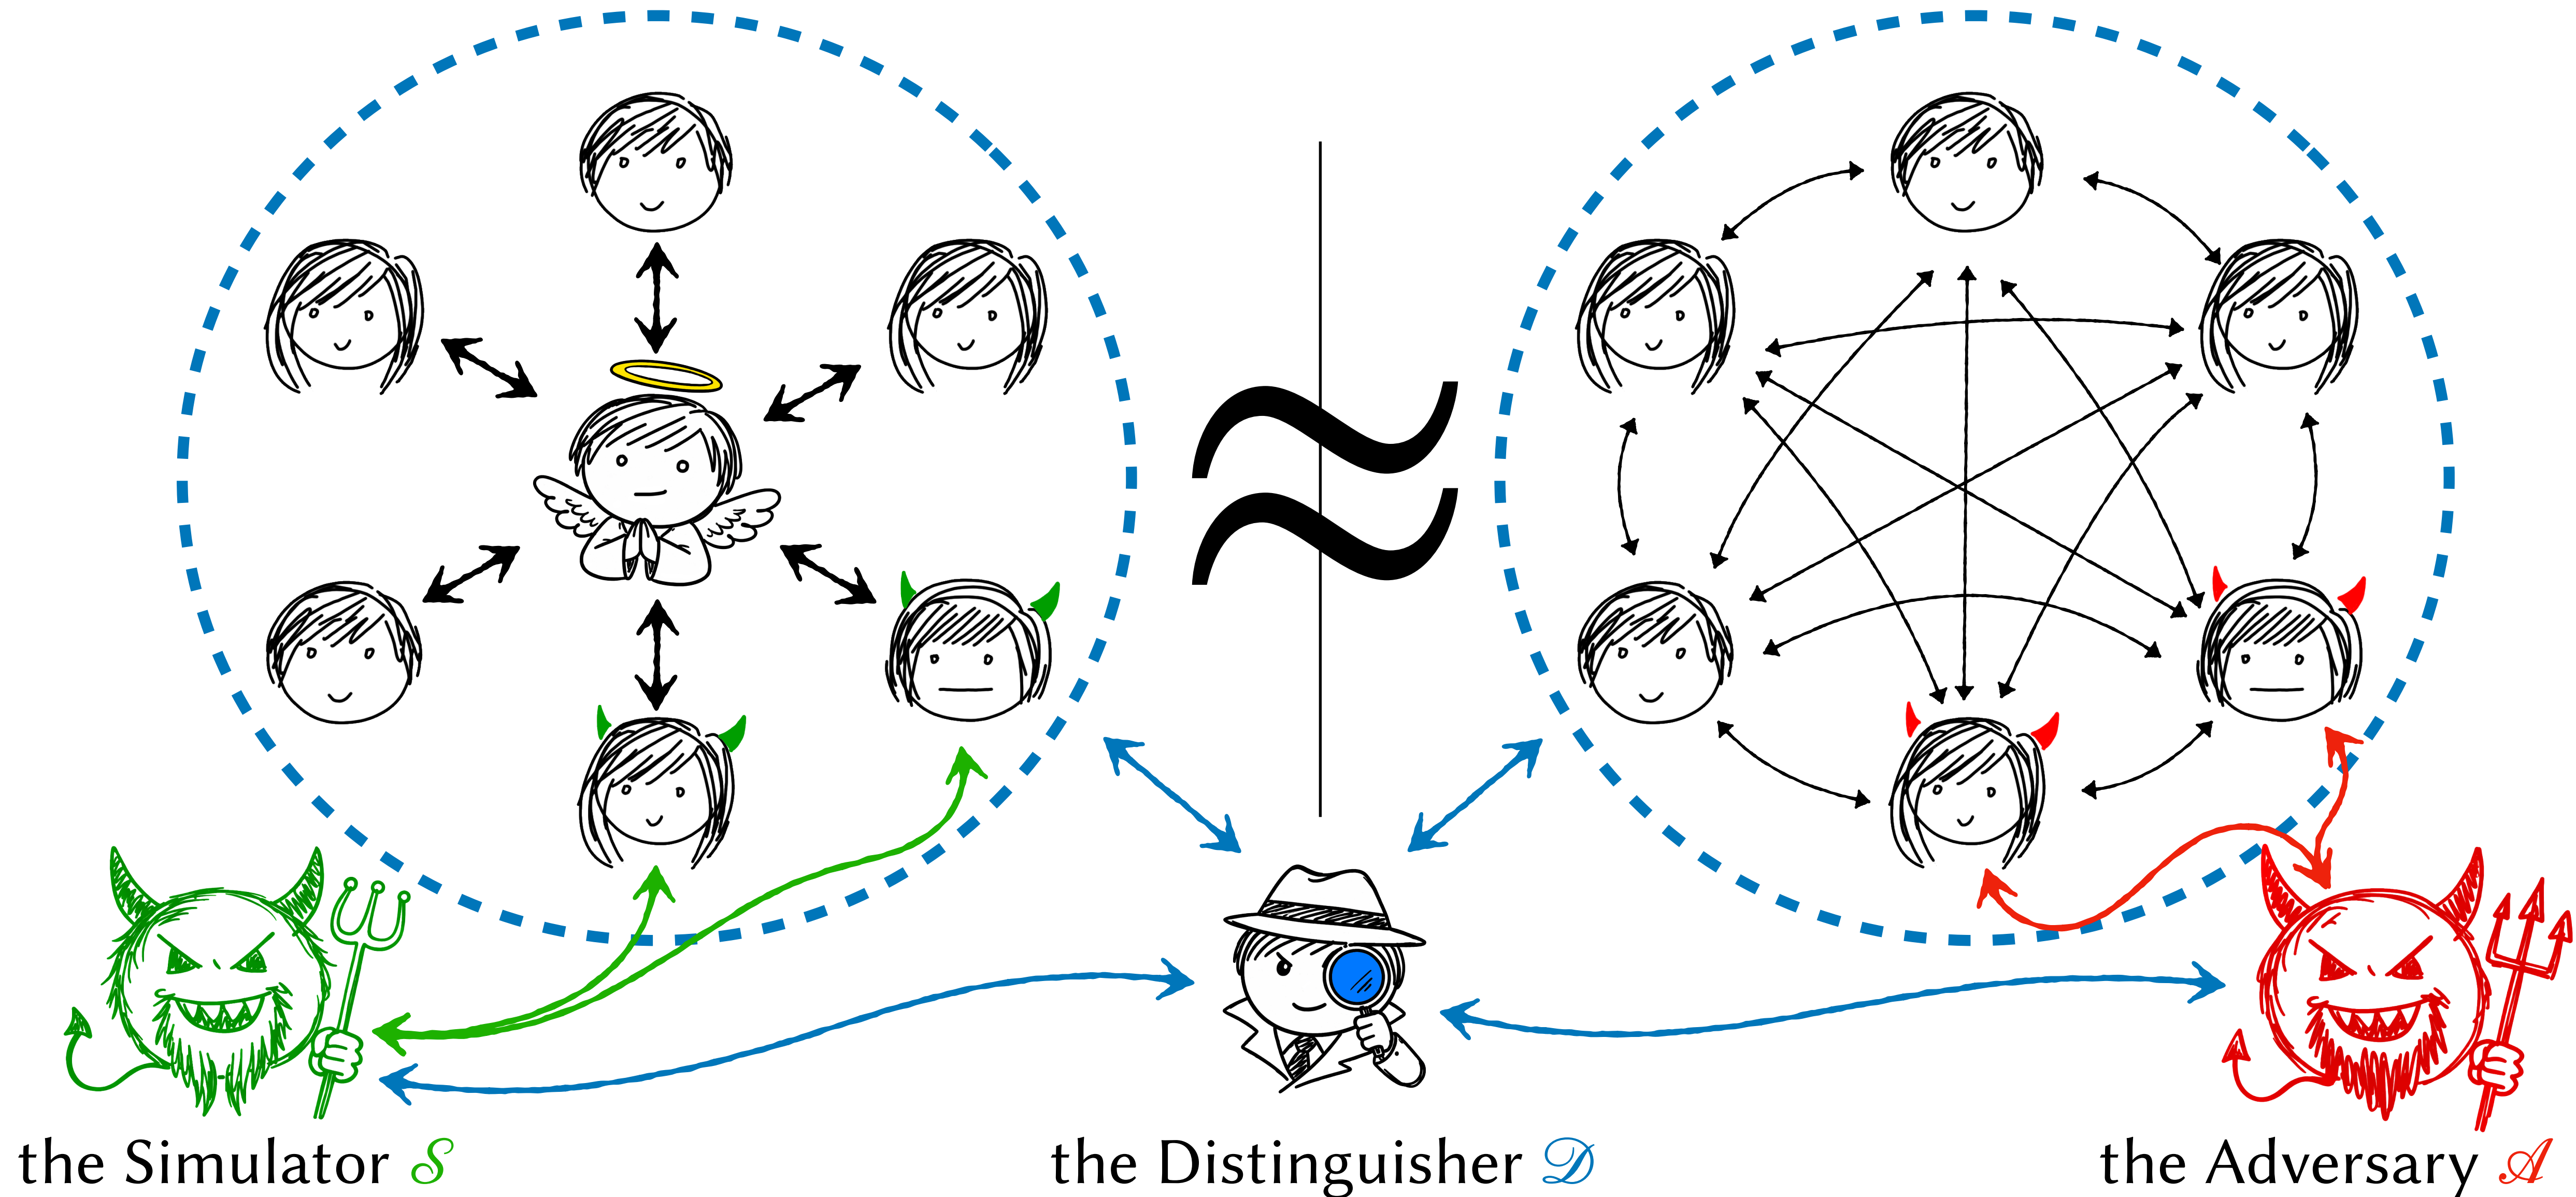 ≈
the Simulator 𝒮
the Distinguisher 𝒟
the Adversary 𝒜